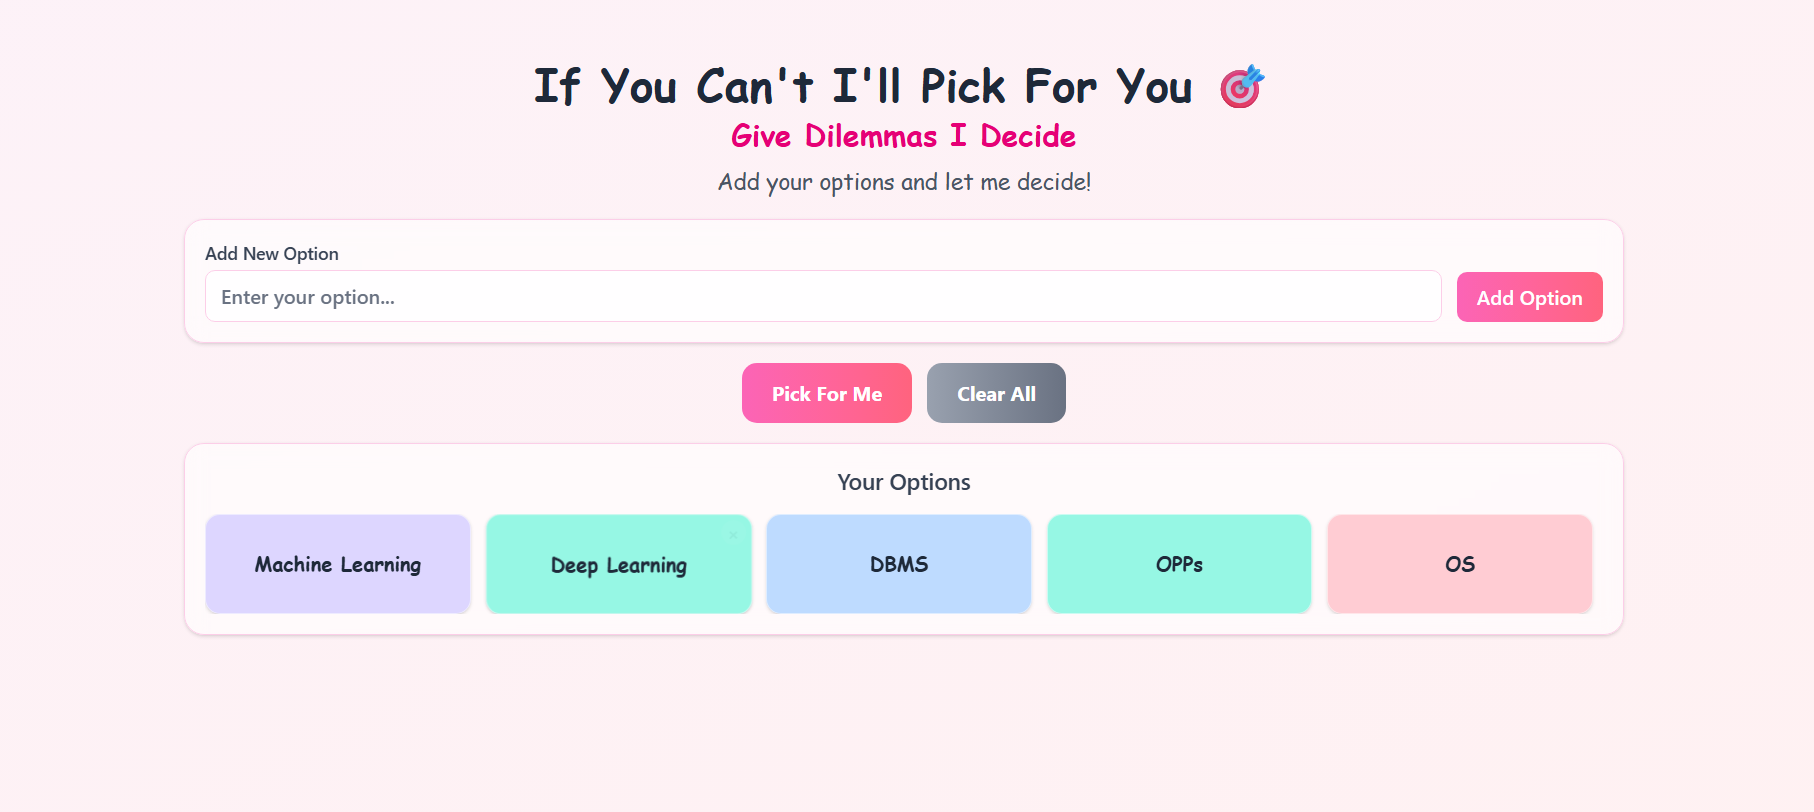 If You Can't I'll Pick For You 🎯
Give Dilemmas I Decide
Add your options and let me decide!
Add New Option
Enter your option...
Add Option
Pick For Me
Clear All
Your Options
Machine Learning
Deep Learning
×
DBMS
OPPs
OS